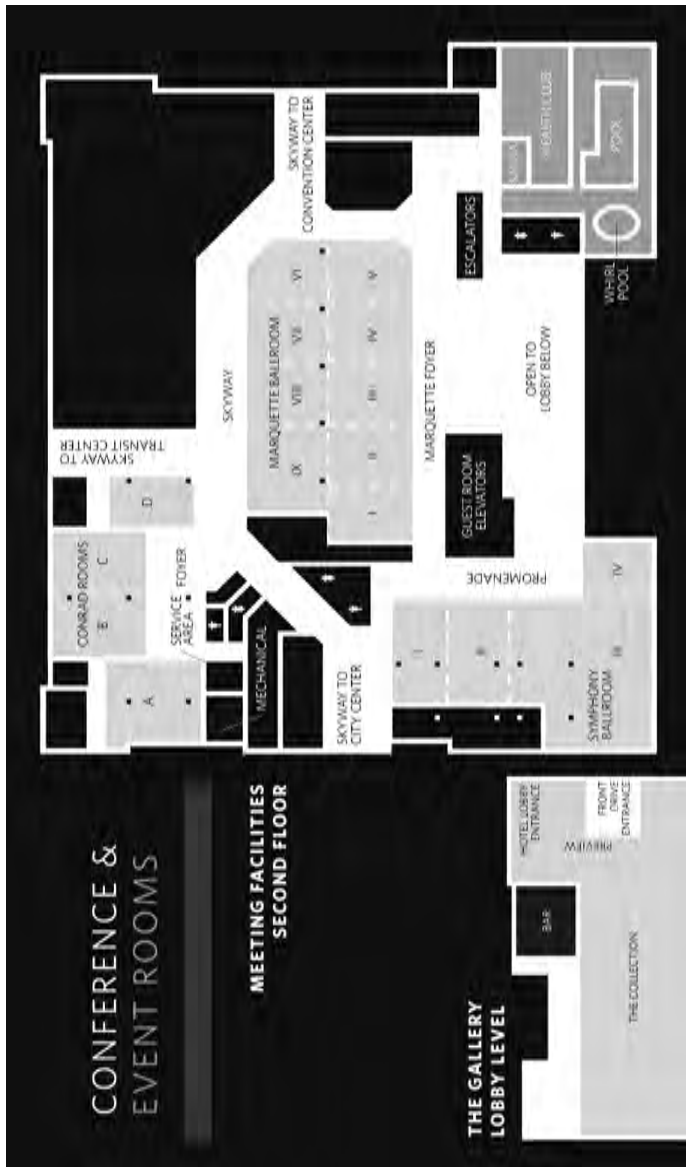 CONFERENCE &
EVENT ROOMS
MEETING FACILITIES
SECOND FLOOR
CONRAD ROOMS
A
B
C
D
SERVICE
AREA
FOYER
SKYWAY TO
TRANSIT CENTER
MECHANICAL
SKYWAY TO
CITY CENTER
SKYWAY
SKYWAY TO
CONVENTION CENTER
MARQUETTE BALLROOM
IX
VIII
VII
VI
I
II
III
IV
V
MARQUETTE FOYER
ESCALATORS
GUEST ROOM
ELEVATORS
PROMENADE
OPEN TO
LOBBY BELOW
SYMPHONY
BALLROOM
II
III
IV
HEALTH CLUB
POOL
WHIRL
POOL
THE GALLERY
LOBBY LEVEL
BAR
HOTEL LOBBY
ENTRANCE
PREVIEW
FRONT
DRIVE
ENTRANCE
THE COLLECTION